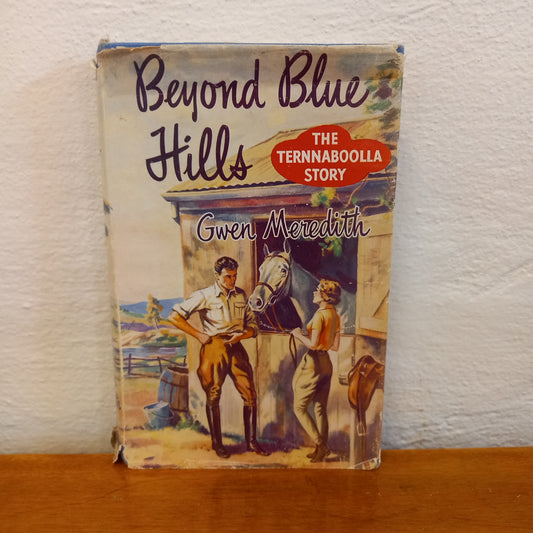 Beyond Blue
Hills
THE
TERNNABOOLLA
STORY
Gwen Meredith